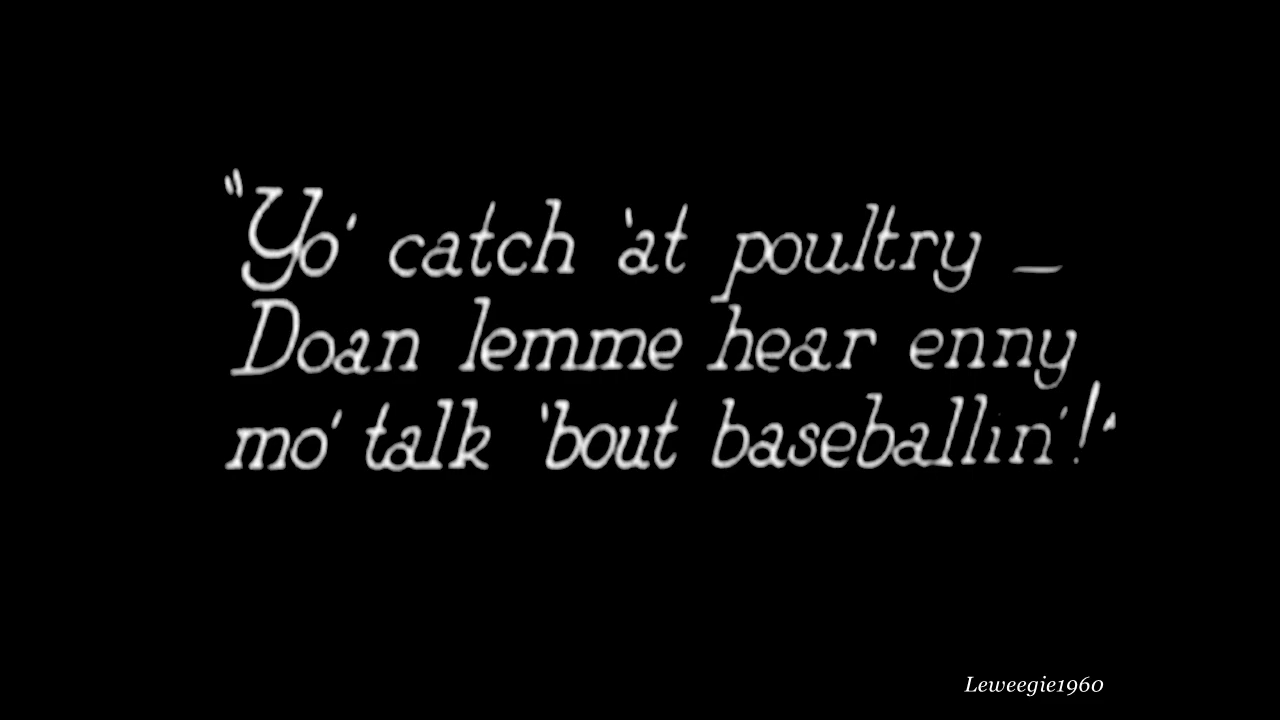 "Yo' catch 'at poultry —
Doan lemme hear enny
mo' talk 'bout baseballin'!"
Leweegie1960